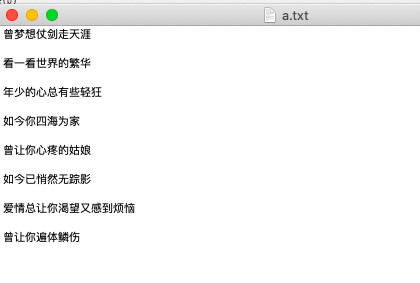 a.txt
曾梦想仗剑走天涯
看一看世界的繁华
年少的心总有些轻狂
如今你四海为家
曾让你心疼的姑娘
如今已悄然无踪影
爱情总让你渴望又感到烦恼
曾让你遍体鳞伤